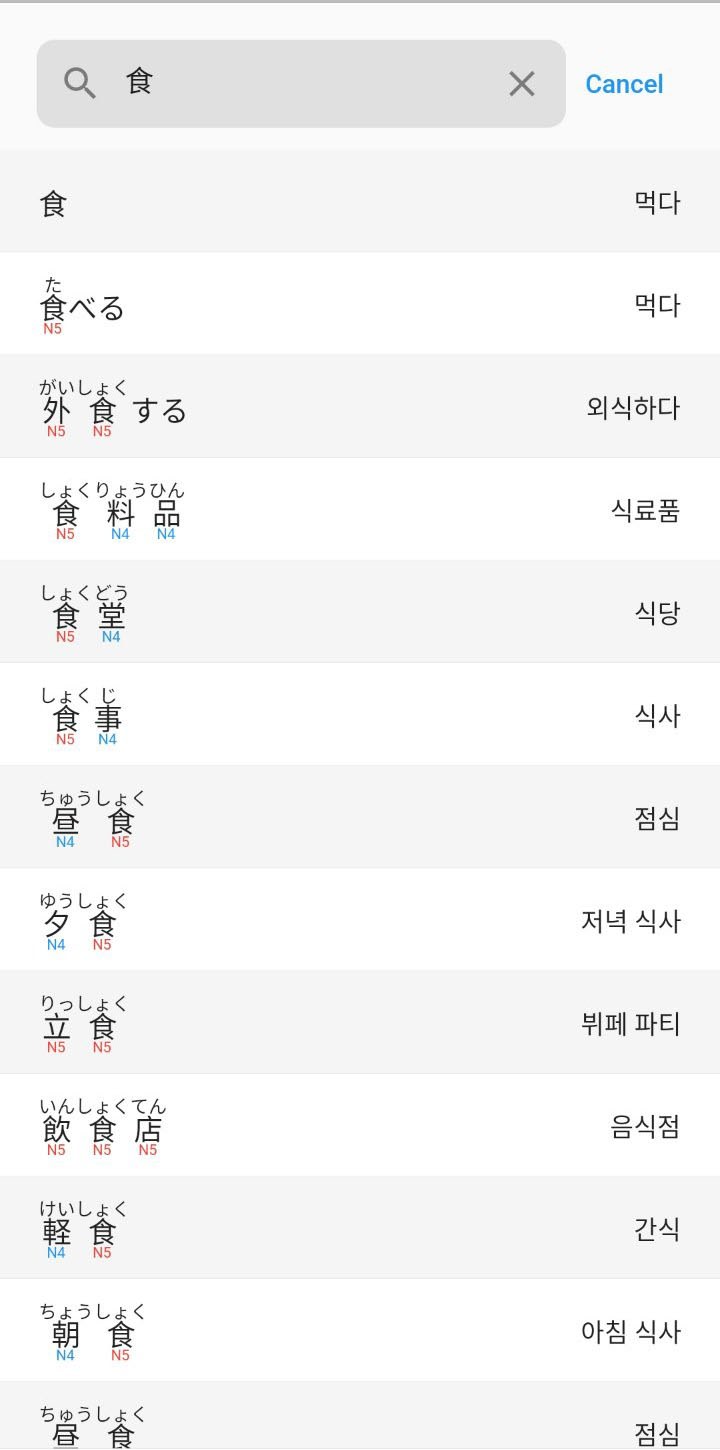 食
Cancel
食 먹다
た
食べる 먹다
N5
がいしょく
外食する 외식하다
N5 N5
しょくりょうひん
食料品 식료품
N5 N4 N4
しょくどう
食堂 식당
N5 N4
しょくじ
食事 식사
N5 N4
ちゅうしょく
昼食 점심
N4 N5
ゆうしょく
夕食 저녁 식사
N4 N5
りっしょく
立食 뷔페 파티
N5 N5
いんしょくてん
飲食店 음식점
N5 N5 N5
けいしょく
軽食 간식
N4 N5
ちょうしょく
朝食 아침 식사
N4 N5
ちゅうしょく
昼食 점심